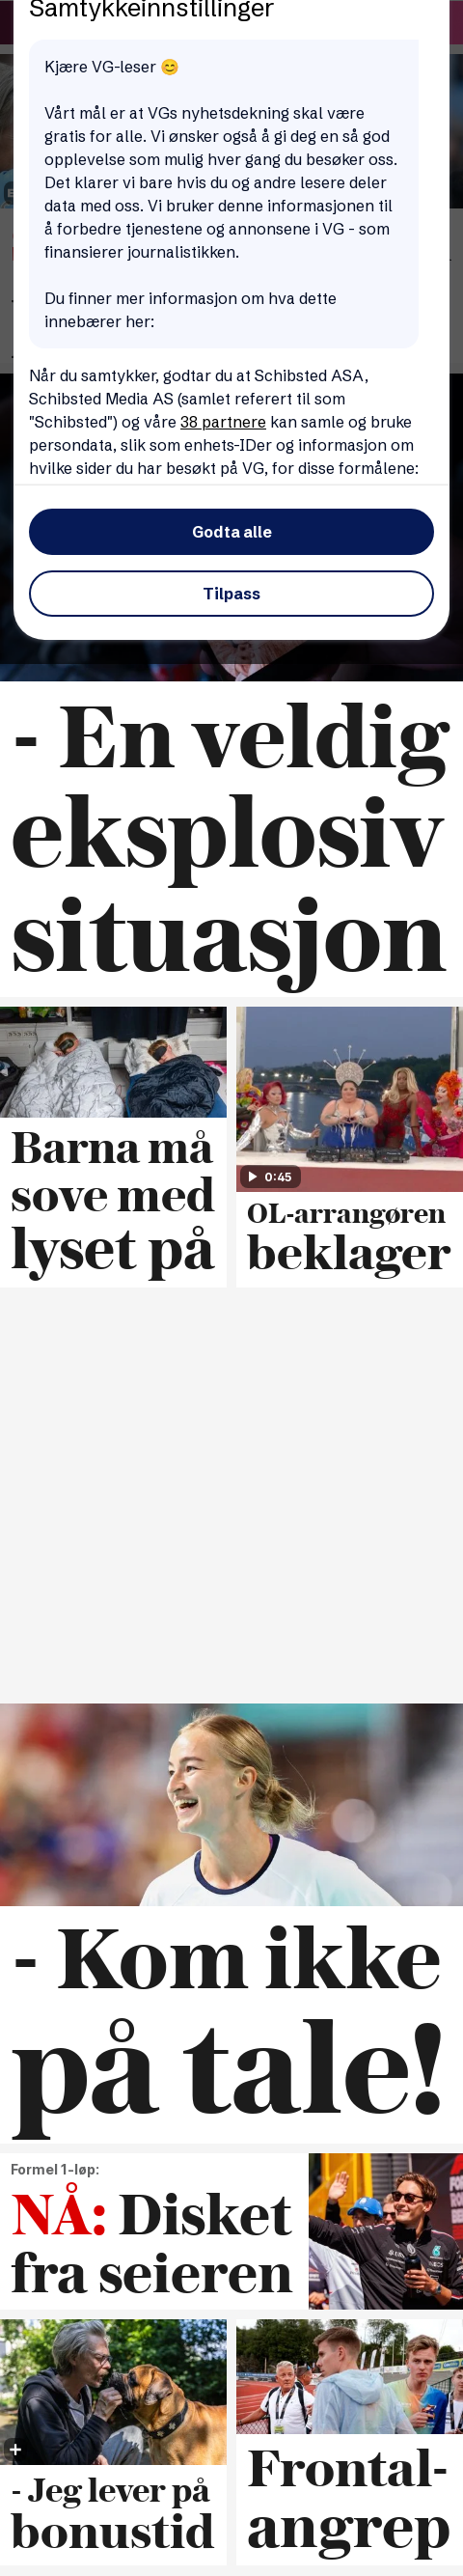 Samtykkeinnstillinger
Kjære VG-leser 😊
Vårt mål er at VGs nyhetsdekning skal være
gratis for alle. Vi ønsker også å gi deg en så god
opplevelse som mulig hver gang du besøker oss.
Det klarer vi bare hvis du og andre lesere deler
data med oss. Vi bruker denne informasjonen til
å forbedre tjenestene og annonsene i VG - som
finansierer journalistikken.
Du finner mer informasjon om hva dette
innebærer her:
Når du samtykker, godtar du at Schibsted ASA,
Schibsted Media AS (samlet referert til som
"Schibsted") og våre 38 partnere kan samle og bruke
persondata, slik som enhets-IDer og informasjon om
hvilke sider du har besøkt på VG, for disse formålene:
Godta alle
Tilpass
- En veldig
eksplosiv
situasjon
Barna må
sove med
lyset på
0:45
OL-arrangøren
beklager
- Kom ikke
på tale!
Formel 1-løp:
NÅ: Disket
fra seieren
- Jeg lever på
bonustid
Frontal-
angrep